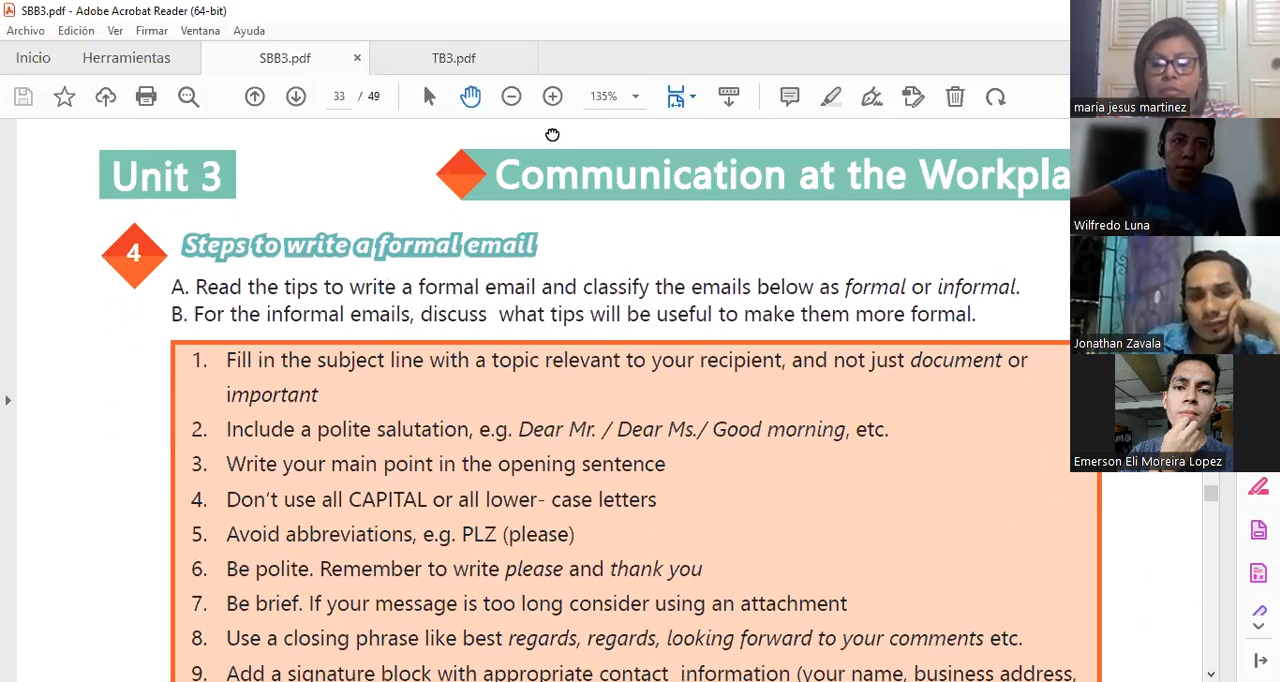 SBB3.pdf - Adobe Acrobat Reader (64-bit)
Archivo Edición Ver Firmar Ventana Ayuda
Inicio Herramientas SBB3.pdf × TB3.pdf
33 / 49 135%
Unit 3 Communication at the Workpla
4 Steps to write a formal email
A. Read the tips to write a formal email and classify the emails below as formal or informal.
B. For the informal emails, discuss what tips will be useful to make them more formal.
1. Fill in the subject line with a topic relevant to your recipient, and not just document or
important
2. Include a polite salutation, e.g. Dear Mr. / Dear Ms./ Good morning, etc.
3. Write your main point in the opening sentence
4. Don't use all CAPITAL or all lower- case letters
5. Avoid abbreviations, e.g. PLZ (please)
6. Be polite. Remember to write please and thank you
7. Be brief. If your message is too long consider using an attachment
8. Use a closing phrase like best regards, regards, looking forward to your comments etc.
9. Add a signature block with appropriate contact information (your name, business address,
maria jesus martinez
Wilfredo Luna
Jonathan Zavala
Emerson Eli Moreira Lopez